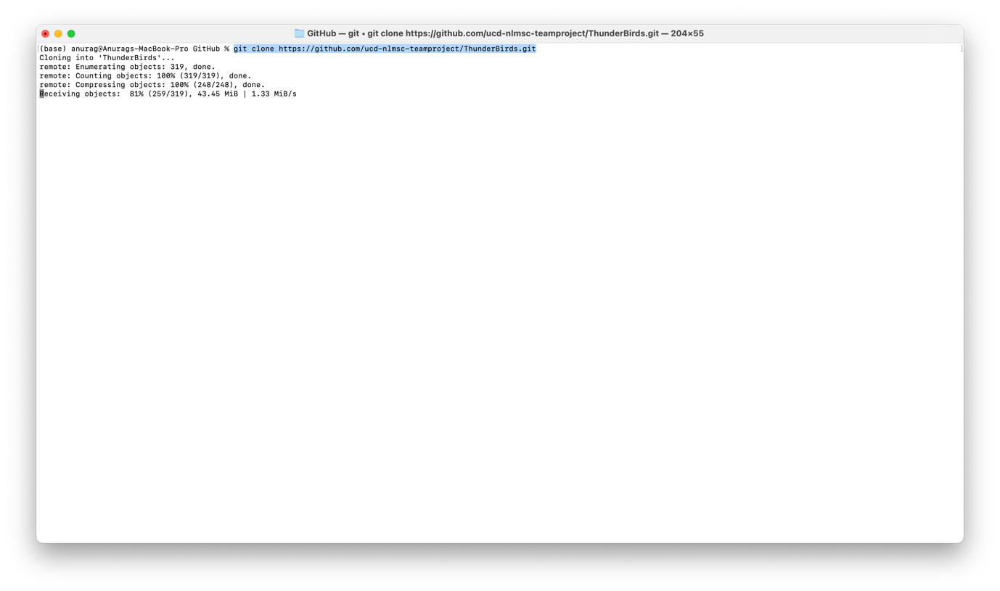 GitHub — git ◂ git clone https://github.com/ucd-nlmsc-teamproject/ThunderBirds.git — 204×55
[(base) anurag@Anurags-MacBook-Pro GitHub % git clone https://github.com/ucd-nlmsc-teamproject/ThunderBirds.git ]
Cloning into 'ThunderBirds'...
remote: Enumerating objects: 319, done.
remote: Counting objects: 100% (319/319), done.
remote: Compressing objects: 100% (248/248), done.
Receiving objects:  81% (259/319), 43.45 MiB | 1.33 MiB/s